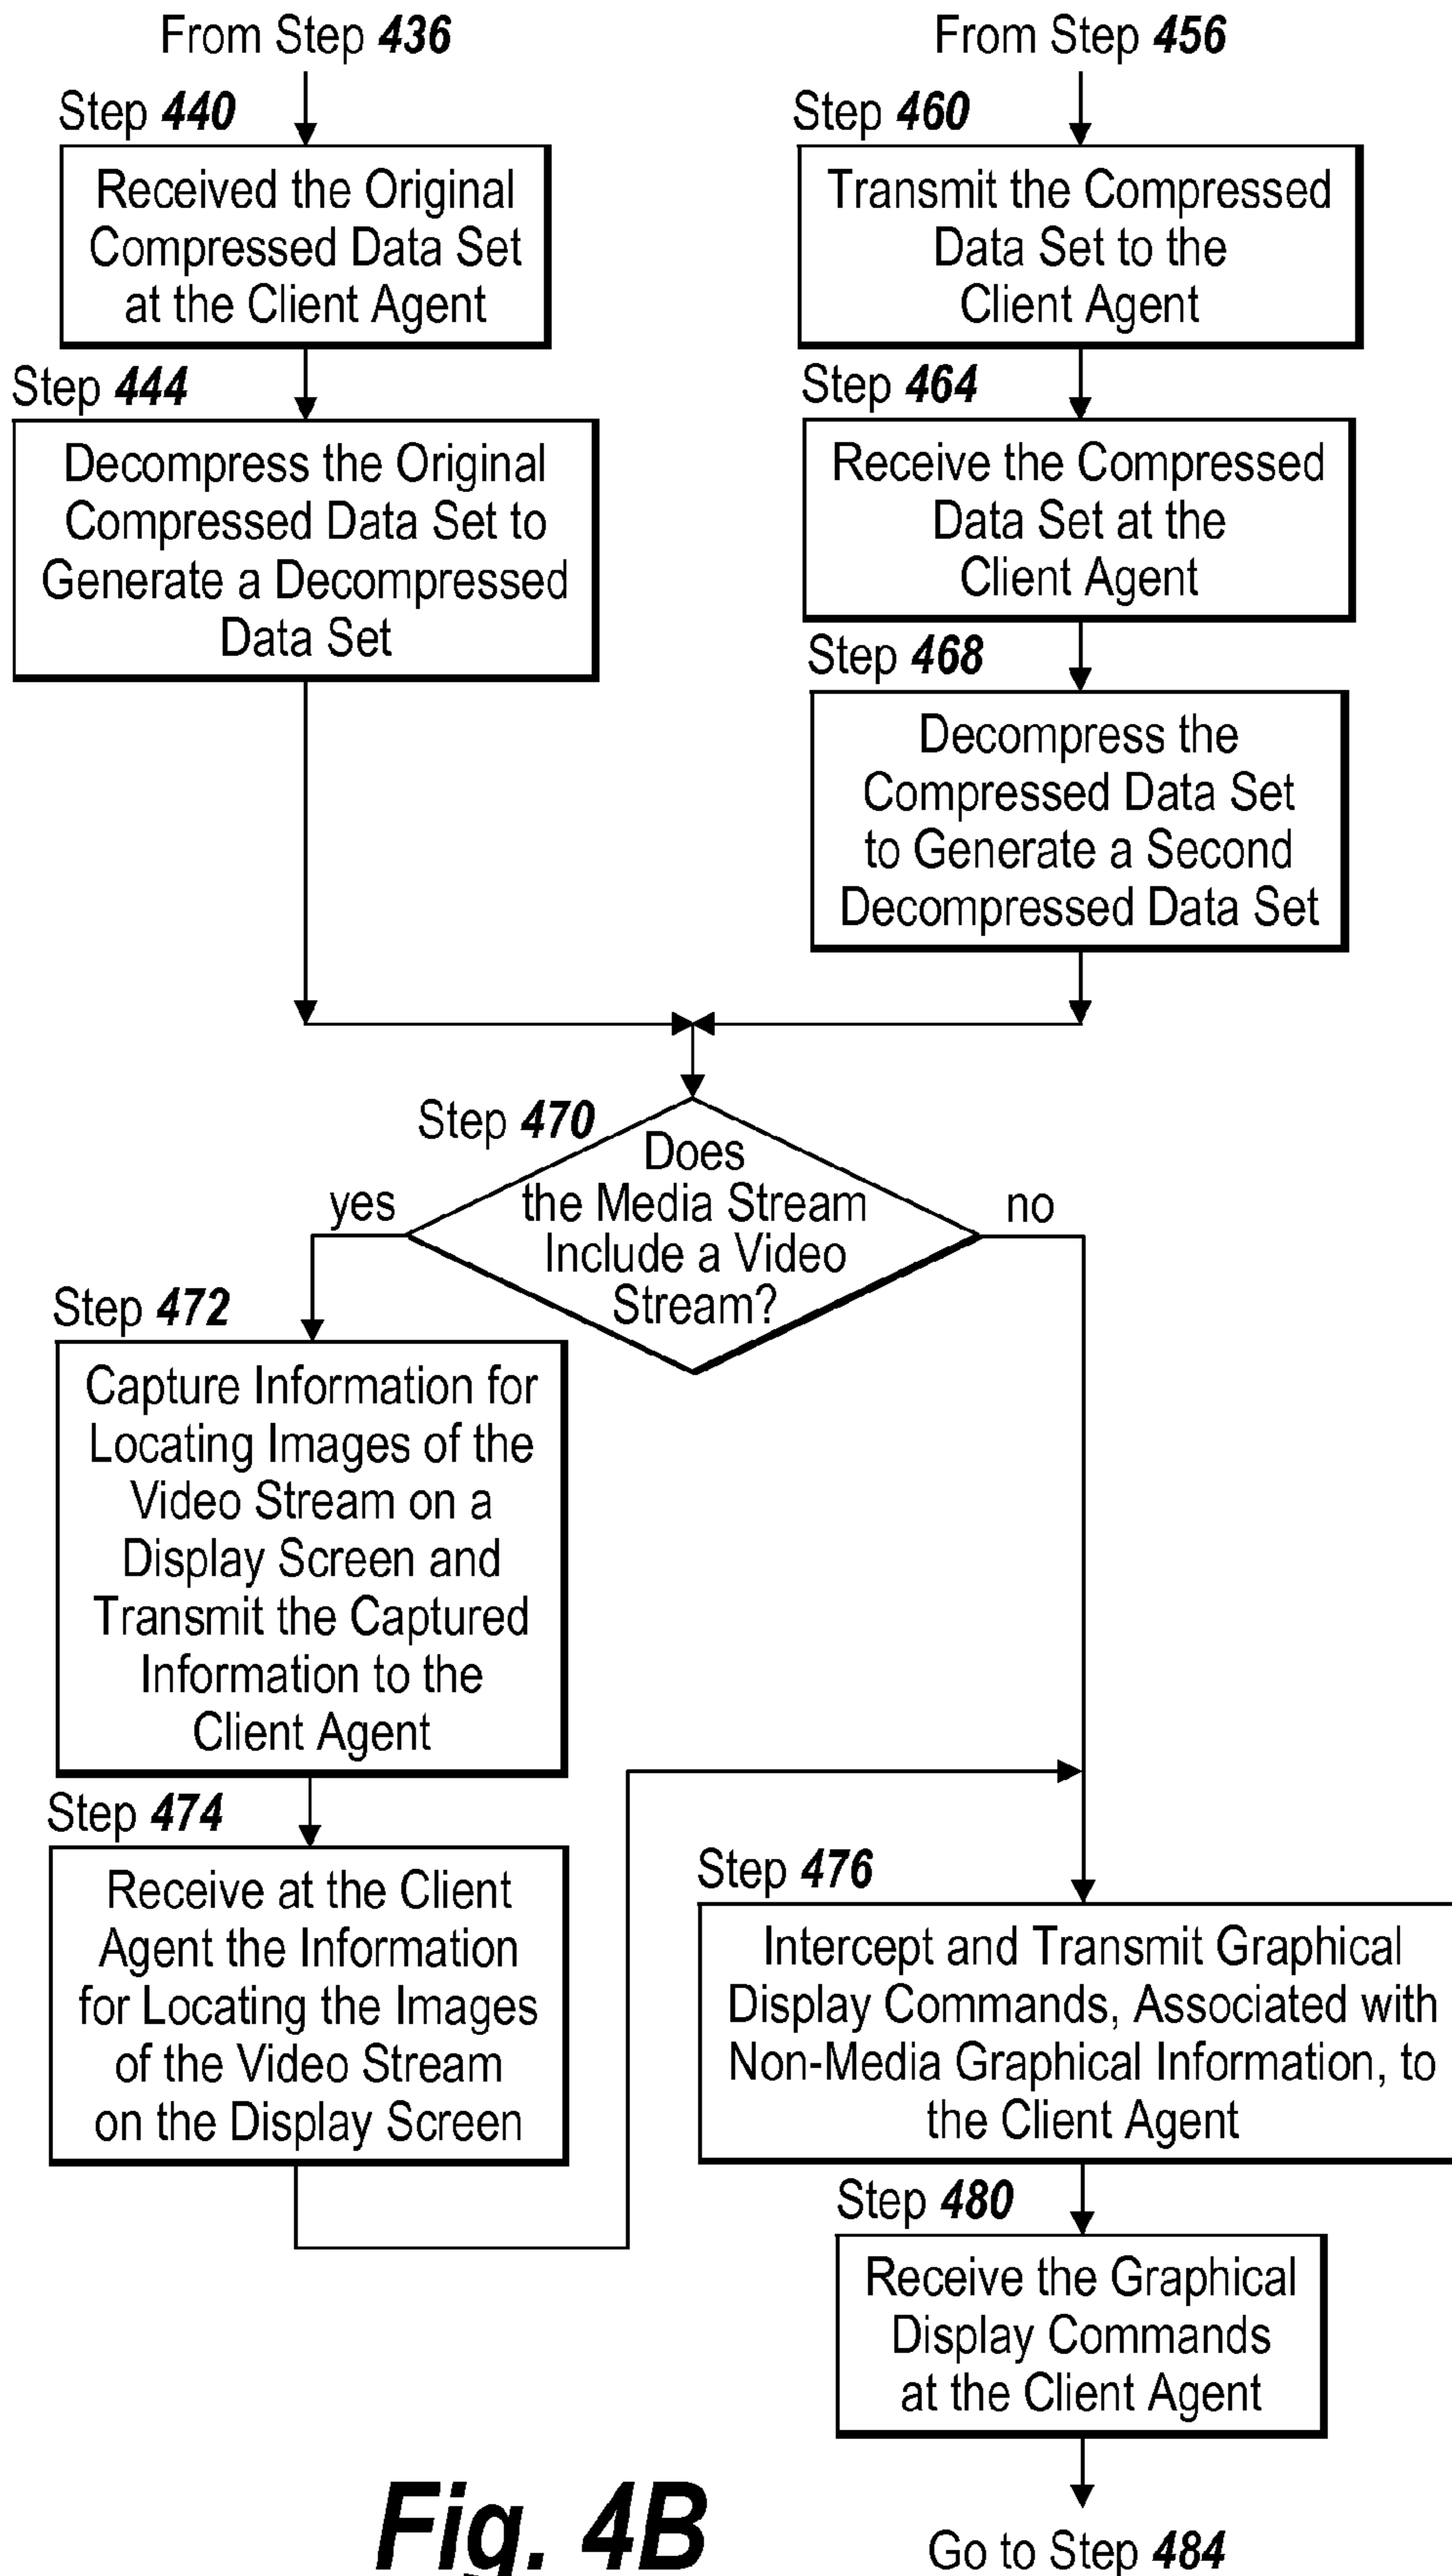 From Step 436
Step 440
Received the Original
Compressed Data Set
at the Client Agent
Step 444
Decompress the Original
Compressed Data Set to
Generate a Decompressed
Data Set
From Step 456
Step 460
Transmit the Compressed
Data Set to the
Client Agent
Step 464
Receive the Compressed
Data Set at the
Client Agent
Step 468
Decompress the
Compressed Data Set
to Generate a Second
Decompressed Data Set
Step 470
Does
the Media Stream
Include a Video
Stream?
yes
no
Step 472
Capture Information for
Locating Images of the
Video Stream on a
Display Screen and
Transmit the Captured
Information to the
Client Agent
Step 474
Receive at the Client
Agent the Information
for Locating the Images
of the Video Stream
on the Display Screen
Step 476
Intercept and Transmit Graphical
Display Commands, Associated with
Non-Media Graphical Information, to
the Client Agent
Step 480
Receive the Graphical
Display Commands
at the Client Agent
Go to Step 484
Fig. 4B